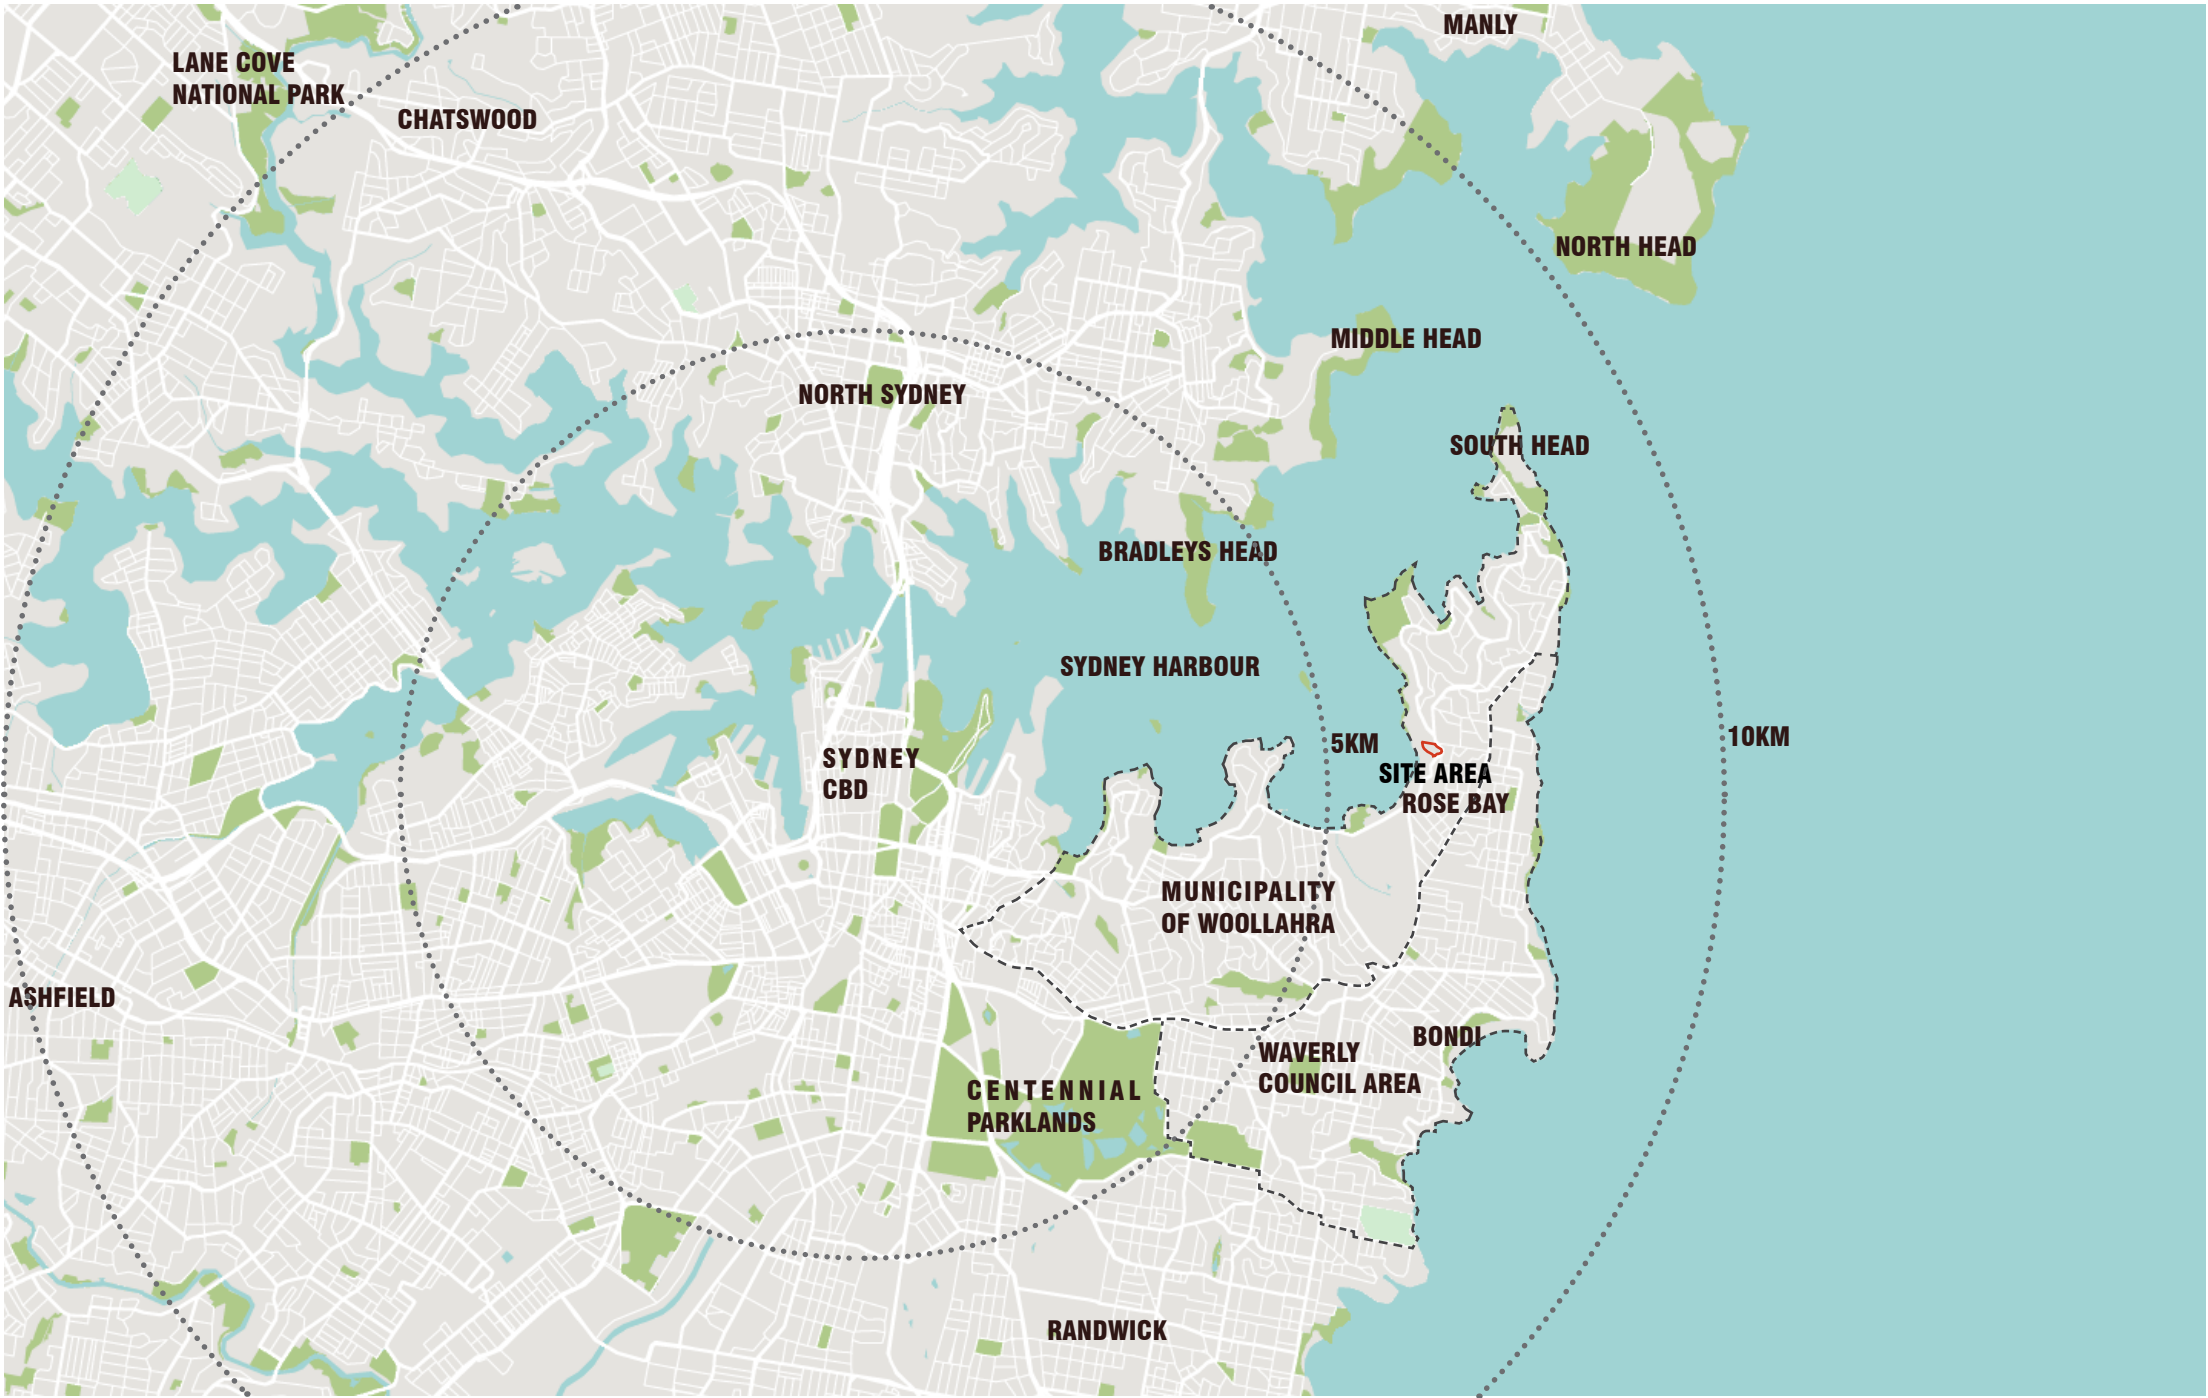 MANLY
LANE COVE
NATIONAL PARK
CHATSWOOD
NORTH HEAD
MIDDLE HEAD
NORTH SYDNEY
SOUTH HEAD
BRADLEYS HEAD
SYDNEY HARBOUR
5KM
10KM
SYDNEY
CBD
SITE AREA
ROSE BAY
MUNICIPALITY
OF WOOLLAHRA
ASHFIELD
BONDI
WAVERLY
COUNCIL AREA
CENTENNIAL
PARKLANDS
RANDWICK